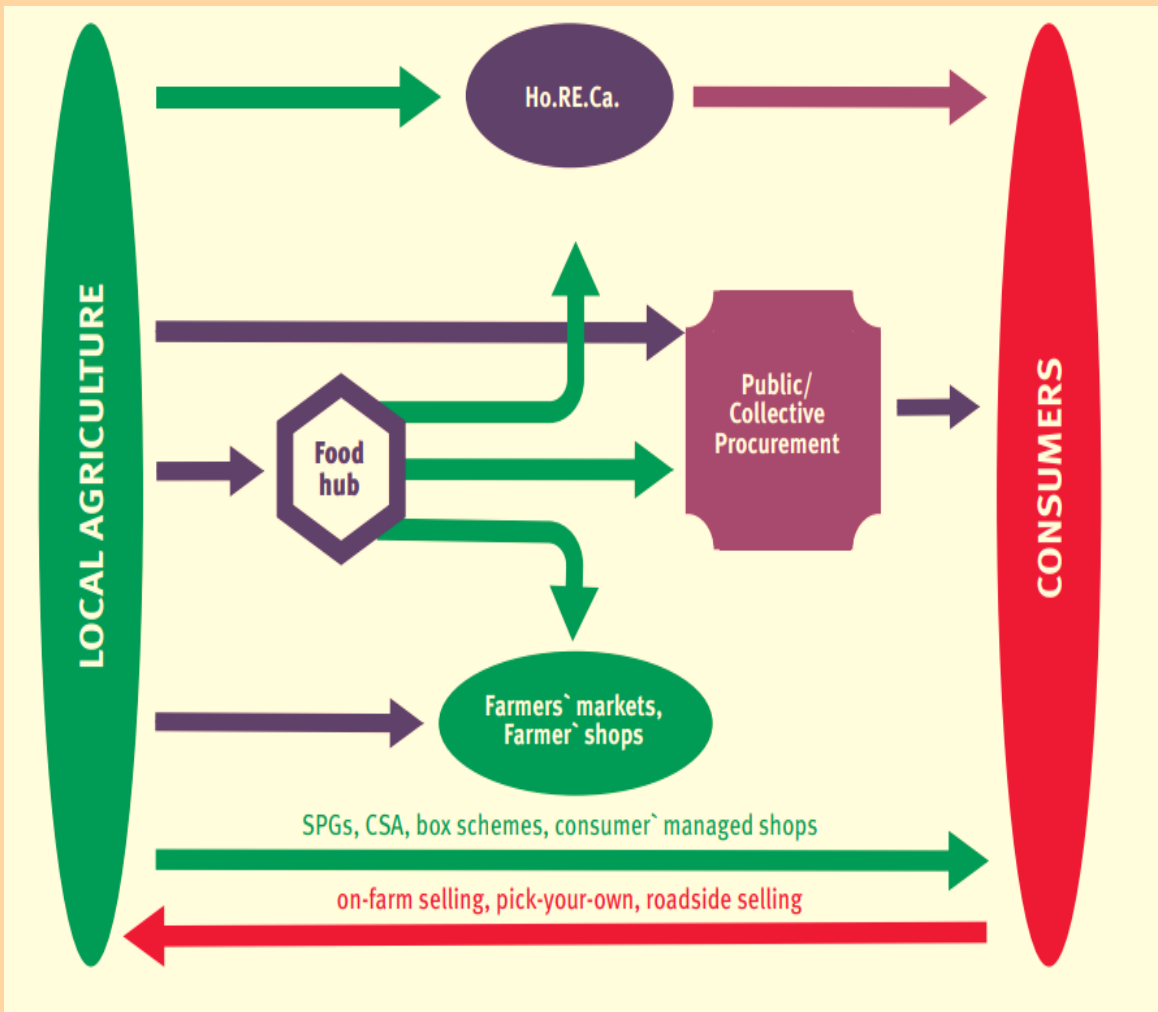 Ho.RE.Ca.
LOCAL AGRICULTURE
Food
hub
Public/
Collective
Procurement
CONSUMERS
Farmers` markets,
Farmer` shops
SPGs, CSA, box schemes, consumer` managed shops
on-farm selling, pick-your-own, roadside selling